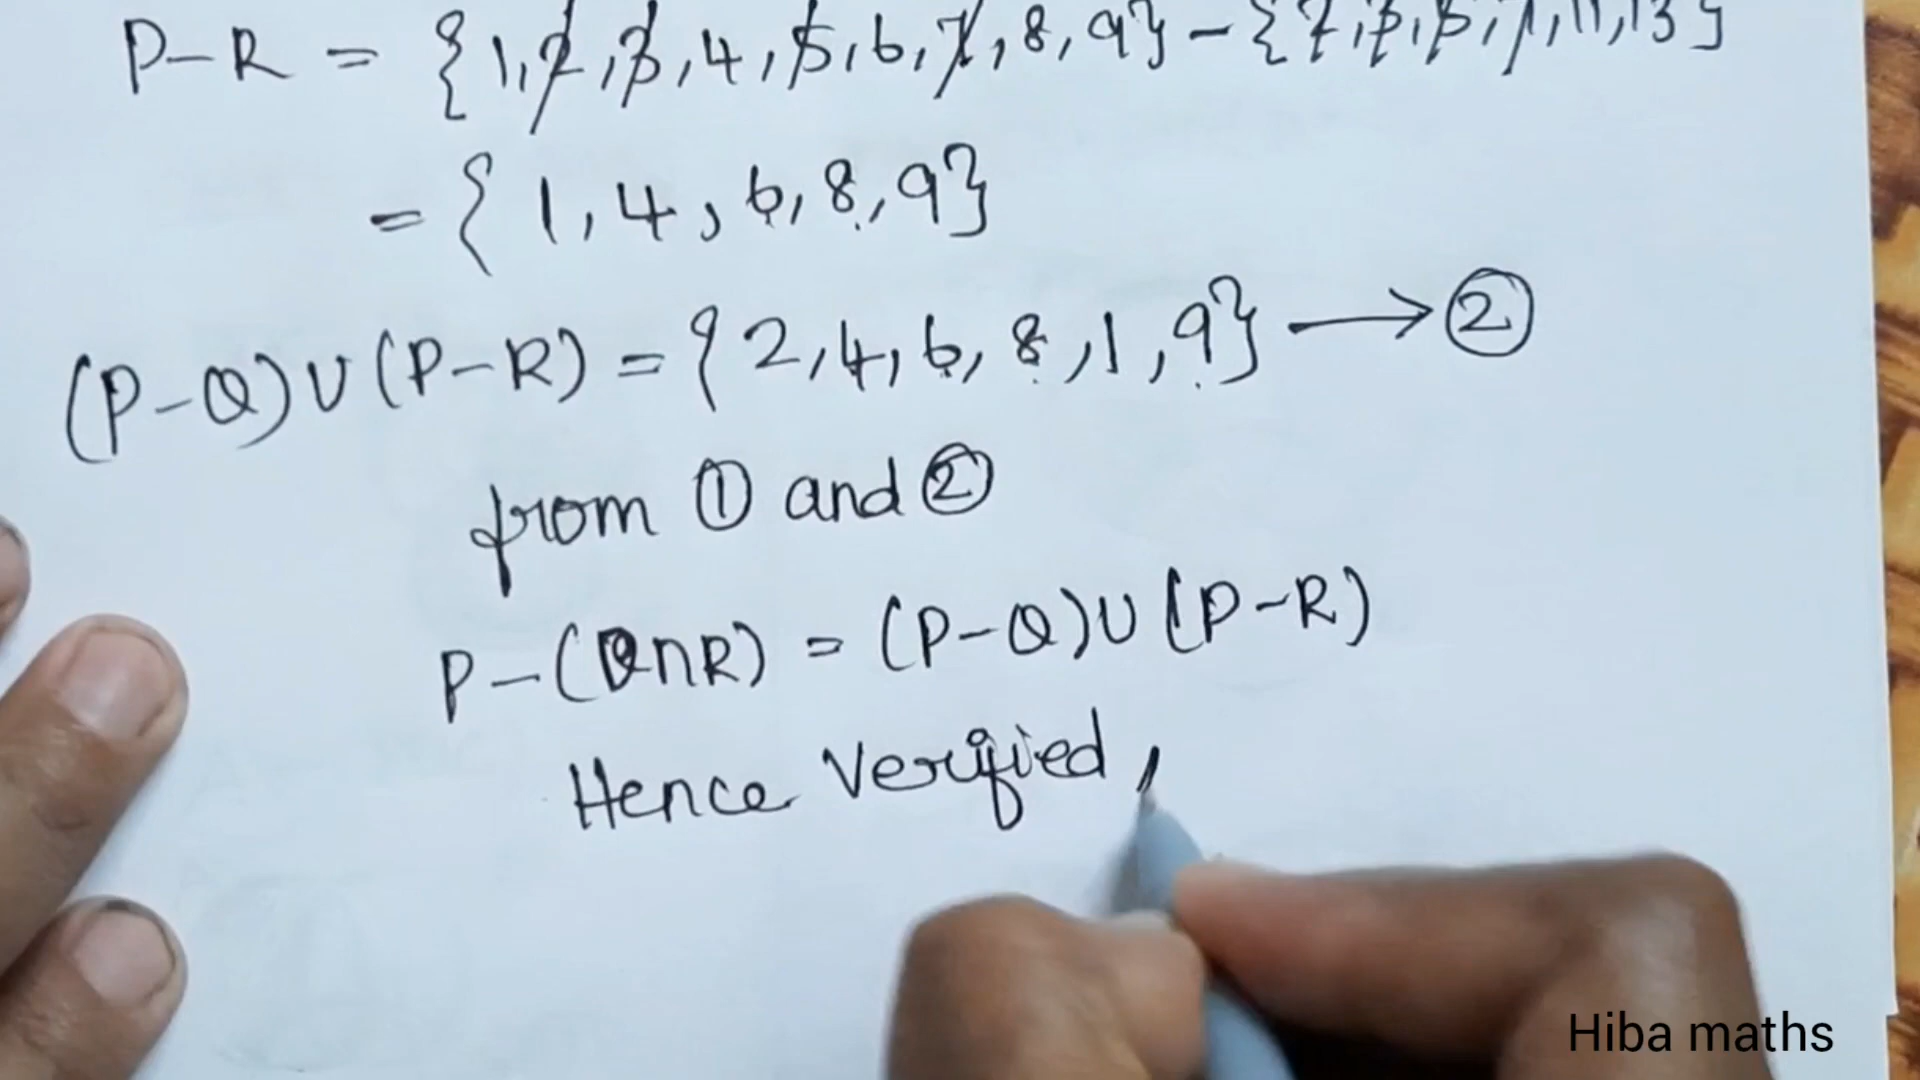 P-R = {1,2,3,4,5,6,7,8,9} - {2,3,5,7,11,13}
= {1,4,6,8,9}
(P-Q)∪(P-R) = {2,4,6,8,1,9} → ②
from ① and ②
P-(Q∩R) = (P-Q)∪(P-R)
Hence Verified
Hiba maths